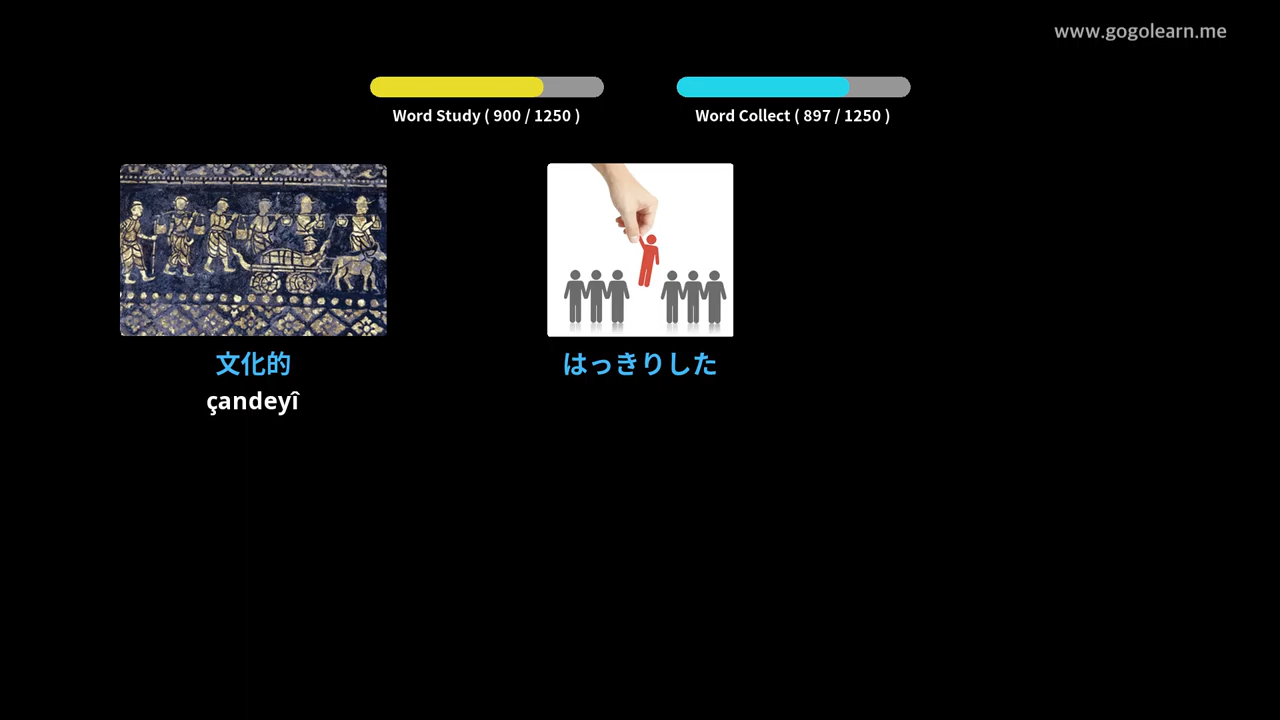 www.gogolearn.me
Word Study ( 900 / 1250 )
Word Collect ( 897 / 1250 )
文化的
çandeyî
はっきりした